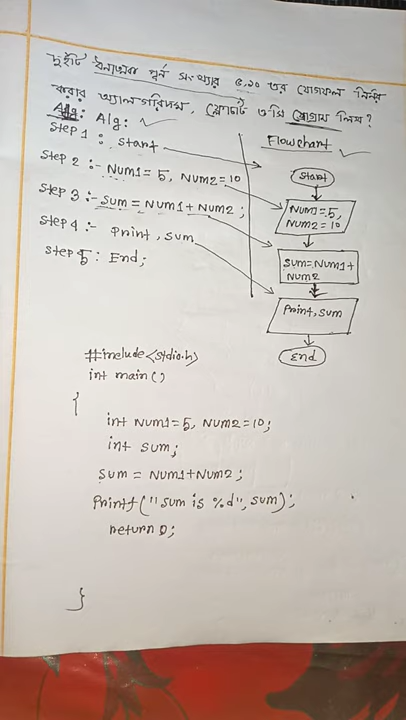 দুইটি ধনাত্মক পূর্ন সংখ্যার ৫,১০ এর যোগফল নির্নয়
করার অ্যালগরিদম, ফ্লোচার্ট ও সি প্রোগ্রাম লিখ?
Alg: Alg:
Step 1 : Start
Step 2 :- Num1 = 5, Num2 = 10
Step 3 :- Sum = Num1 + Num2 ;
Step 4 :- Print, Sum
Step 5 : End;
Flowchart
Start
Num1 = 5,
Num2 = 10
Sum = Num1 +
Num2
Print, Sum
End
#include <stdio.h>
int main ()
{
int Num1 = 5, Num2 = 10;
int sum;
Sum = Num1 + Num2 ;
Printf ("Sum is %d", Sum);
return 0;
}